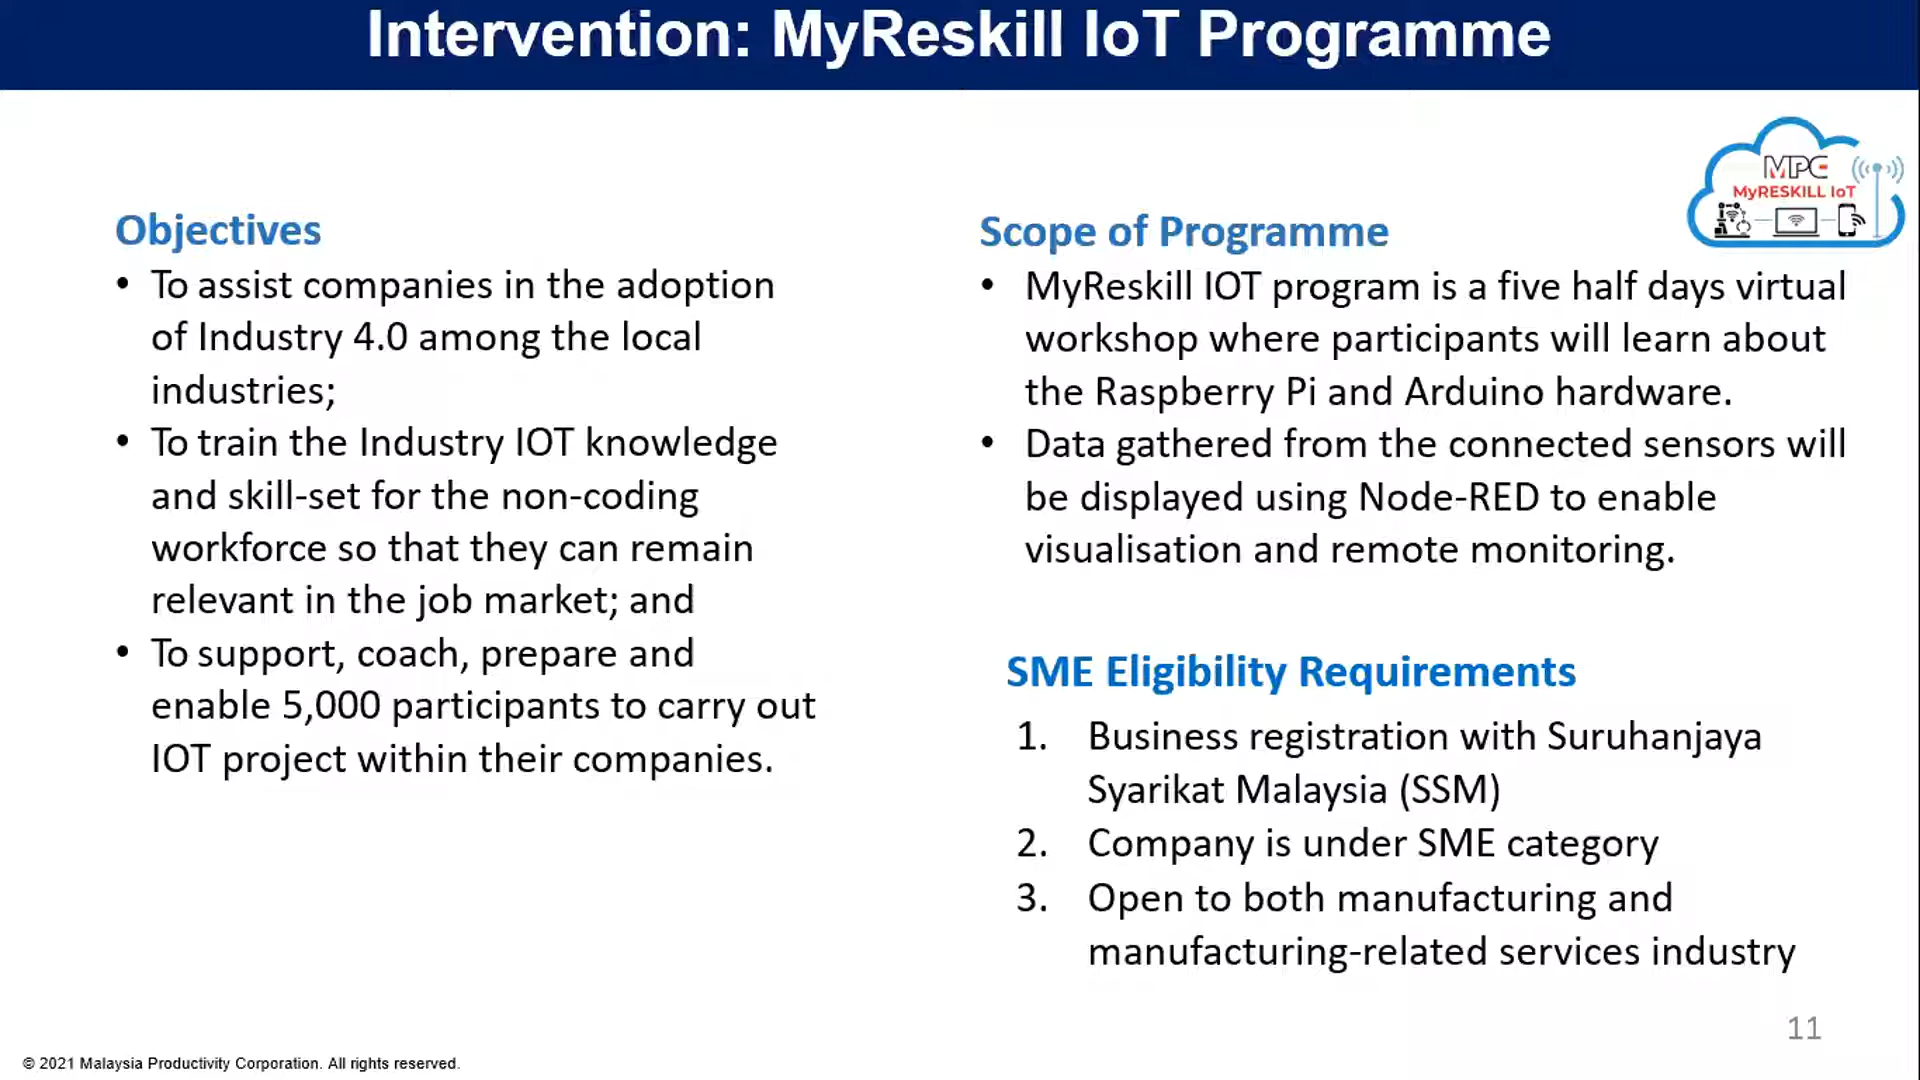 Intervention: MyReskill IoT Programme
MPC
MyRESKILL IoT
Objectives
• To assist companies in the adoption
of Industry 4.0 among the local
industries;
• To train the Industry IOT knowledge
and skill-set for the non-coding
workforce so that they can remain
relevant in the job market; and
• To support, coach, prepare and
enable 5,000 participants to carry out
IOT project within their companies.
Scope of Programme
• MyReskill IOT program is a five half days virtual
workshop where participants will learn about
the Raspberry Pi and Arduino hardware.
• Data gathered from the connected sensors will
be displayed using Node-RED to enable
visualisation and remote monitoring.
SME Eligibility Requirements
1. Business registration with Suruhanjaya
Syarikat Malaysia (SSM)
2. Company is under SME category
3. Open to both manufacturing and
manufacturing-related services industry
11
© 2021 Malaysia Productivity Corporation. All rights reserved.